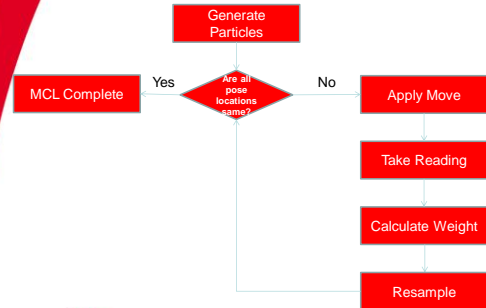 Generate
Particles
Are all
pose
locations
same?
Yes
No
MCL Complete
Apply Move
Take Reading
Calculate Weight
Resample